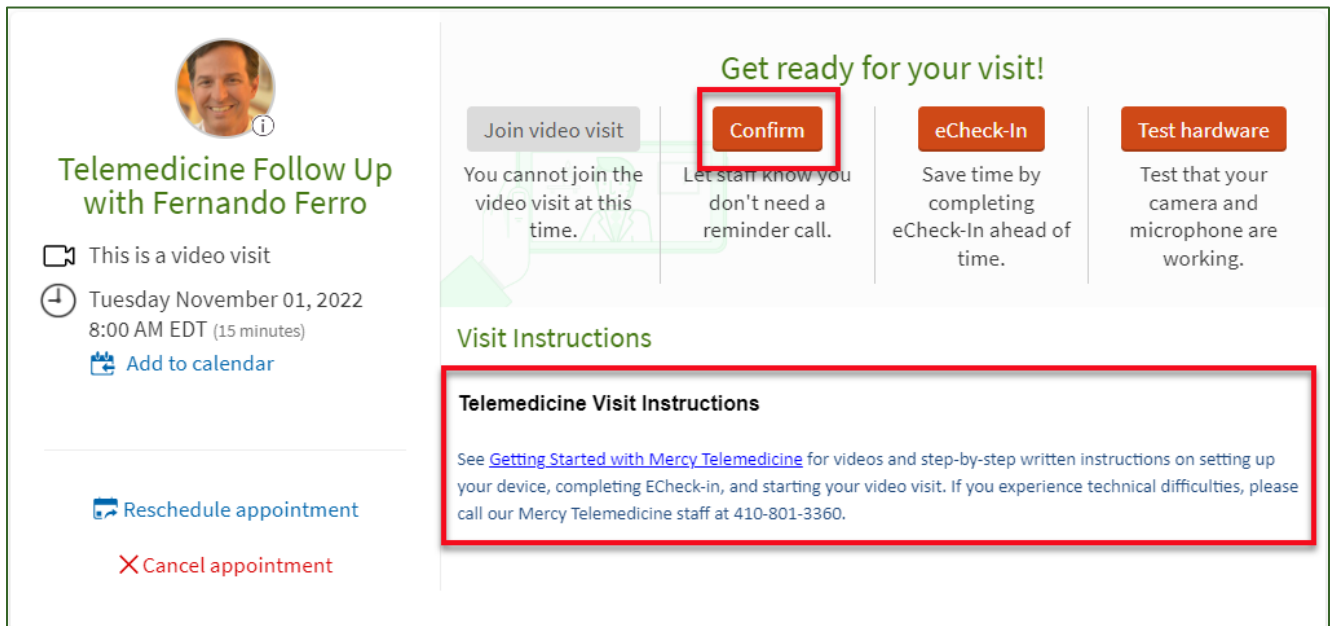 Telemedicine Follow Up
with Fernando Ferro
This is a video visit
Tuesday November 01, 2022
8:00 AM EDT (15 minutes)
Add to calendar
Reschedule appointment
Cancel appointment
Get ready for your visit!
Join video visit
You cannot join the
video visit at this
time.
Confirm
Let staff know you
don't need a
reminder call.
eCheck-In
Save time by
completing
eCheck-In ahead of
time.
Test hardware
Test that your
camera and
microphone are
working.
Visit Instructions
Telemedicine Visit Instructions
See Getting Started with Mercy Telemedicine for videos and step-by-step written instructions on setting up
your device, completing ECheck-in, and starting your video visit. If you experience technical difficulties, please
call our Mercy Telemedicine staff at 410-801-3360.